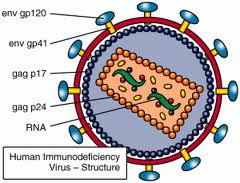 env gp120
env gp41
gag p17
gag p24
RNA
Human Immunodeficiency
Virus – Structure